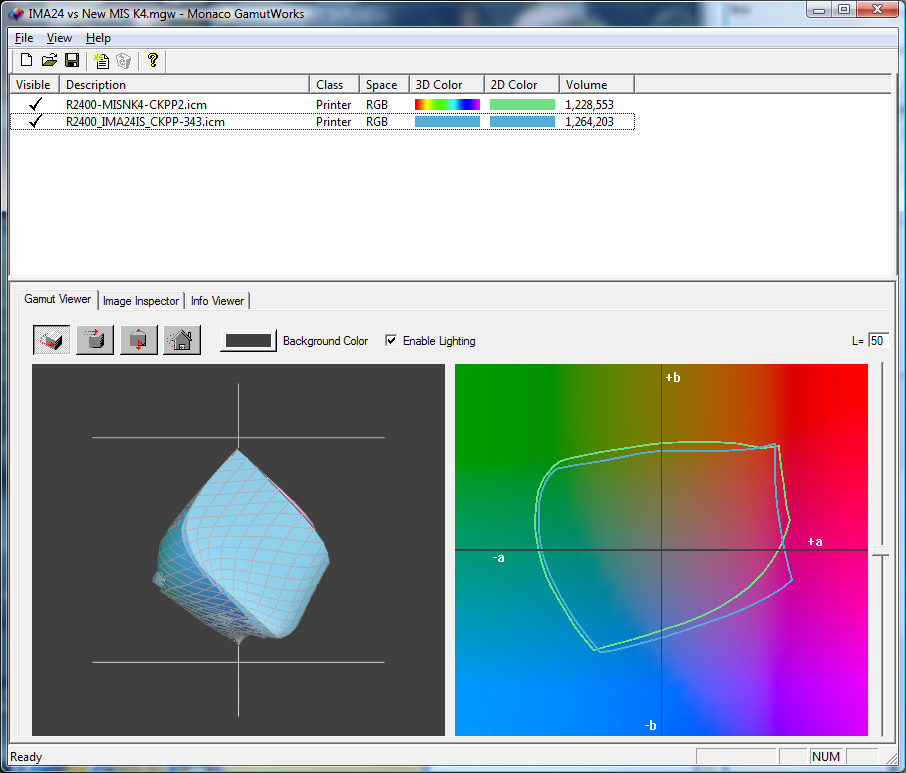 IMA24 vs New MIS K4.mgw - Monaco GamutWorks
File View Help
Visible Description Class Space 3D Color 2D Color Volume
R2400-MISNK4-CKPP2.icm Printer RGB 1,228,553
R2400_IMA24IS_CKPP-343.icm Printer RGB 1,264,203
Gamut Viewer Image Inspector Info Viewer
Background Color Enable Lighting L= 50
+b
+a
-a
-b
Ready NUM